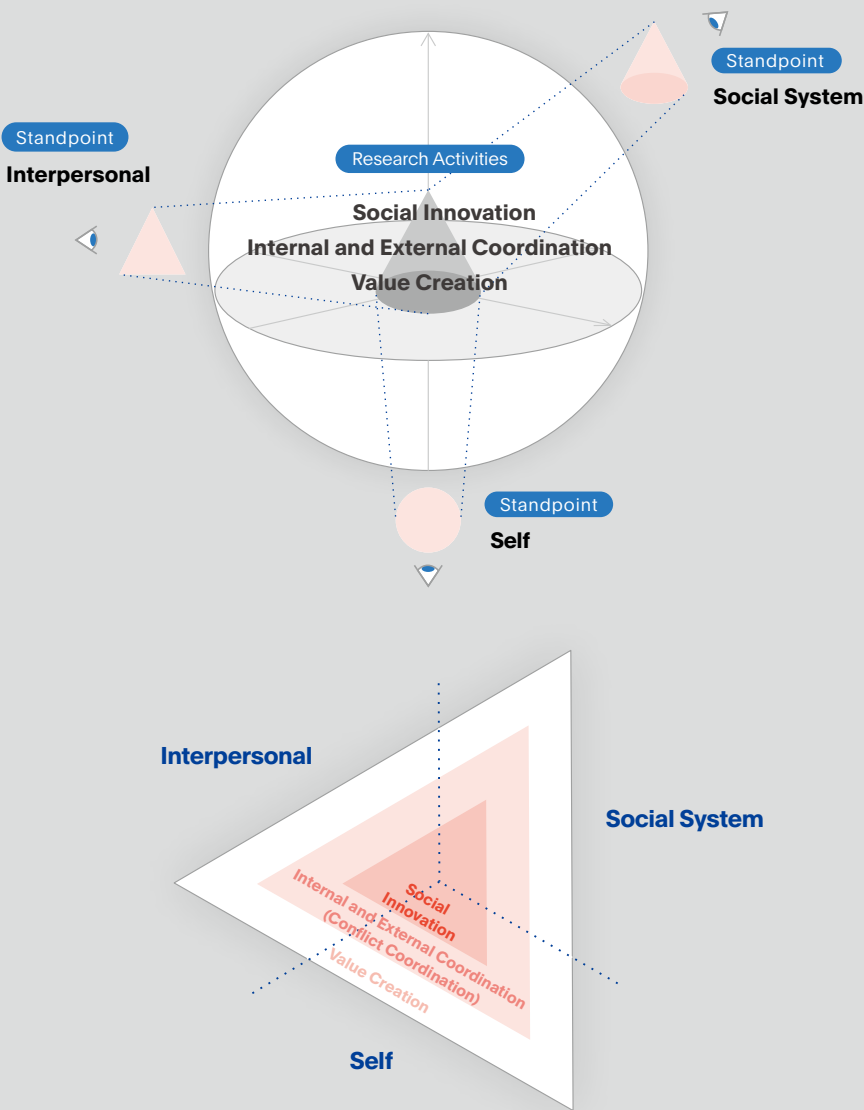 Standpoint
Social System
Standpoint
Interpersonal
Research Activities
Social Innovation
Internal and External Coordination
Value Creation
Standpoint
Self
Interpersonal
Social System
Social
Innovation
Internal and External Coordination
(Conflict Coordination)
Value Creation
Self